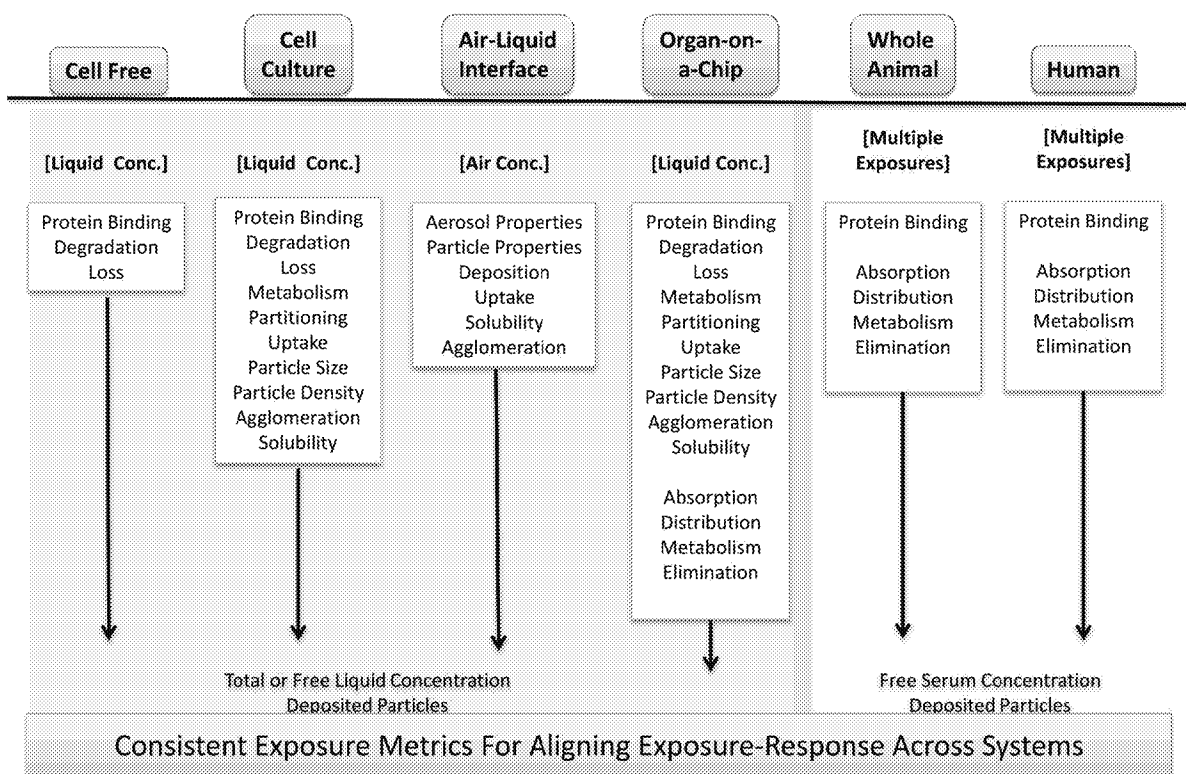 Cell Free
Cell
Culture
Air-Liquid
Interface
Organ-on-
a-Chip
Whole
Animal
Human
[Liquid Conc.]
[Liquid Conc.]
[Air Conc.]
[Liquid Conc.]
[Multiple
Exposures]
[Multiple
Exposures]
Protein Binding
Degradation
Loss
Protein Binding
Degradation
Loss
Metabolism
Partitioning
Uptake
Particle Size
Particle Density
Agglomeration
Solubility
Aerosol Properties
Particle Properties
Deposition
Uptake
Solubility
Agglomeration
Protein Binding
Degradation
Loss
Metabolism
Partitioning
Uptake
Particle Size
Particle Density
Agglomeration
Solubility
Absorption
Distribution
Metabolism
Elimination
Protein Binding
Absorption
Distribution
Metabolism
Elimination
Protein Binding
Absorption
Distribution
Metabolism
Elimination
Total or Free Liquid Concentration
Deposited Particles
Free Serum Concentration
Deposited Particles
Consistent Exposure Metrics For Aligning Exposure-Response Across Systems